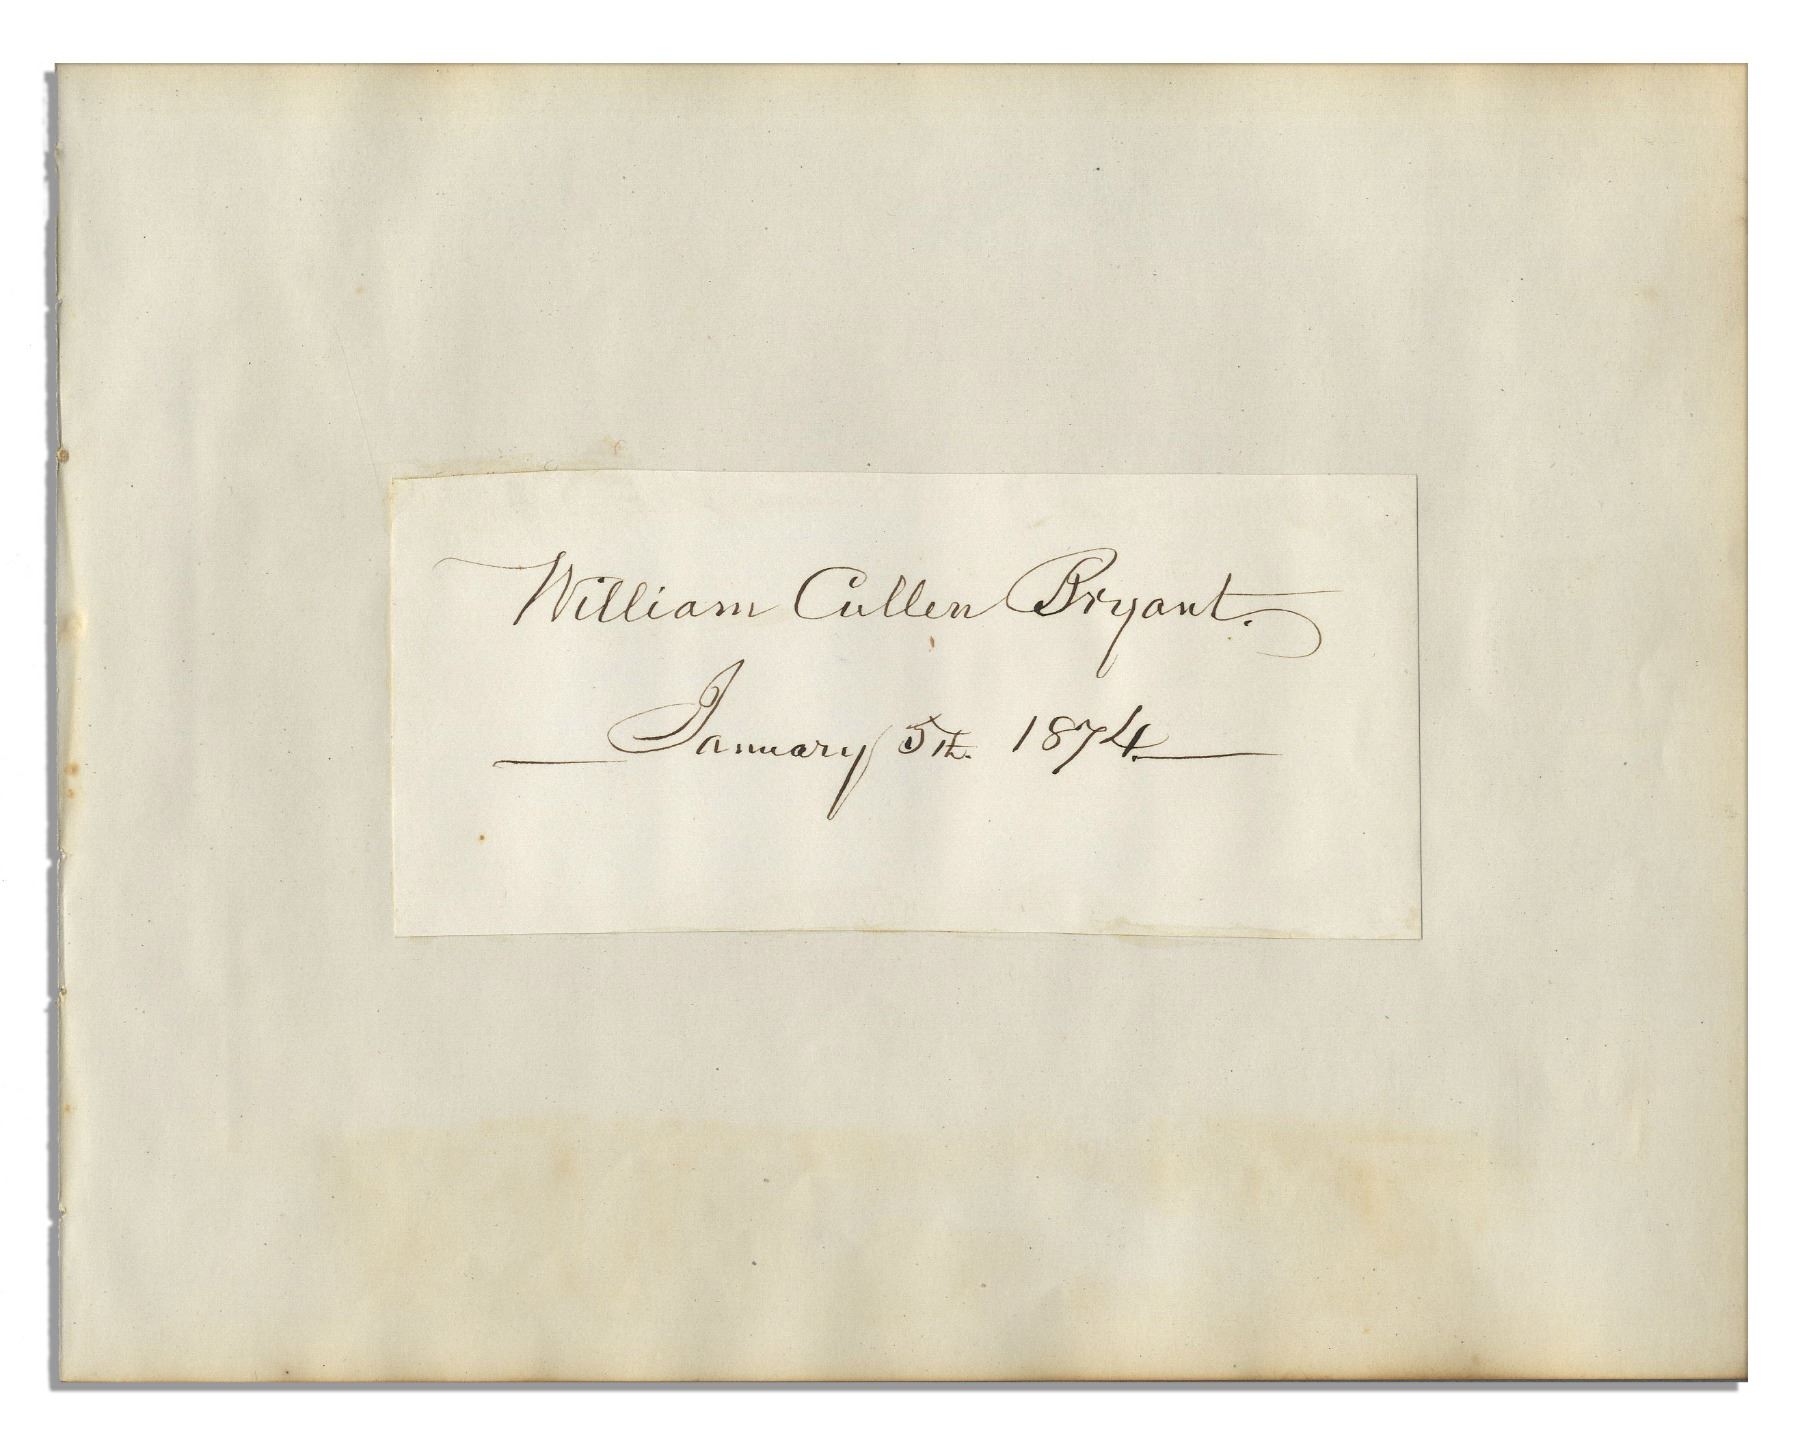 William Cullen Bryant.
January 5th. 1874.